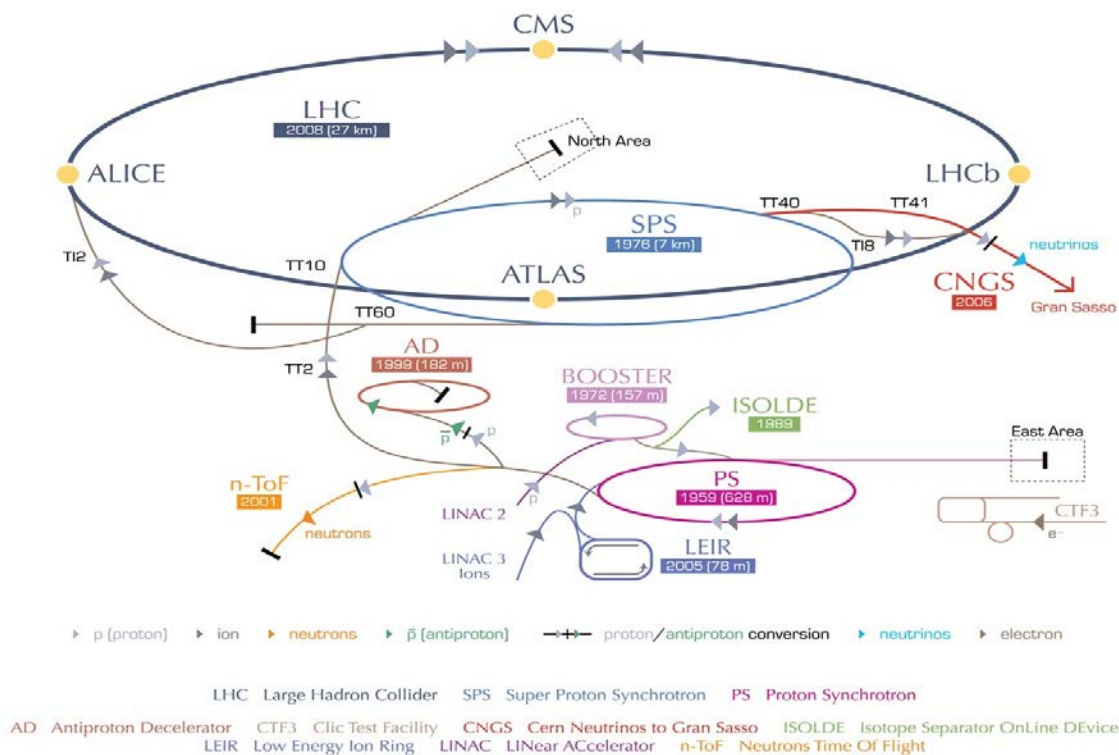 CMS
LHC
2008 (27 km)
North Area
ALICE
LHCb
TT40
TT41
SPS
1976 (7 km)
p
TI8
neutrinos
TI2
TT10
ATLAS
CNGS
2006
Gran Sasso
TT60
AD
1999 (182 m)
TT2
BOOSTER
1972 (157 m)
ISOLDE
1989
p
p̅
East Area
n-ToF
2001
PS
1959 (628 m)
p
LINAC 2
neutrons
CTF3
e-
LEIR
2005 (78 m)
LINAC 3
Ions
p (proton) ion neutrons p̅ (antiproton) proton/antiproton conversion neutrinos electron
LHC Large Hadron Collider SPS Super Proton Synchrotron PS Proton Synchrotron
AD Antiproton Decelerator CTF3 Clic Test Facility CNGS Cern Neutrinos to Gran Sasso ISOLDE Isotope Separator OnLine DEvice
LEIR Low Energy Ion Ring LINAC LINear ACcelerator n-ToF Neutrons Time Of Flight